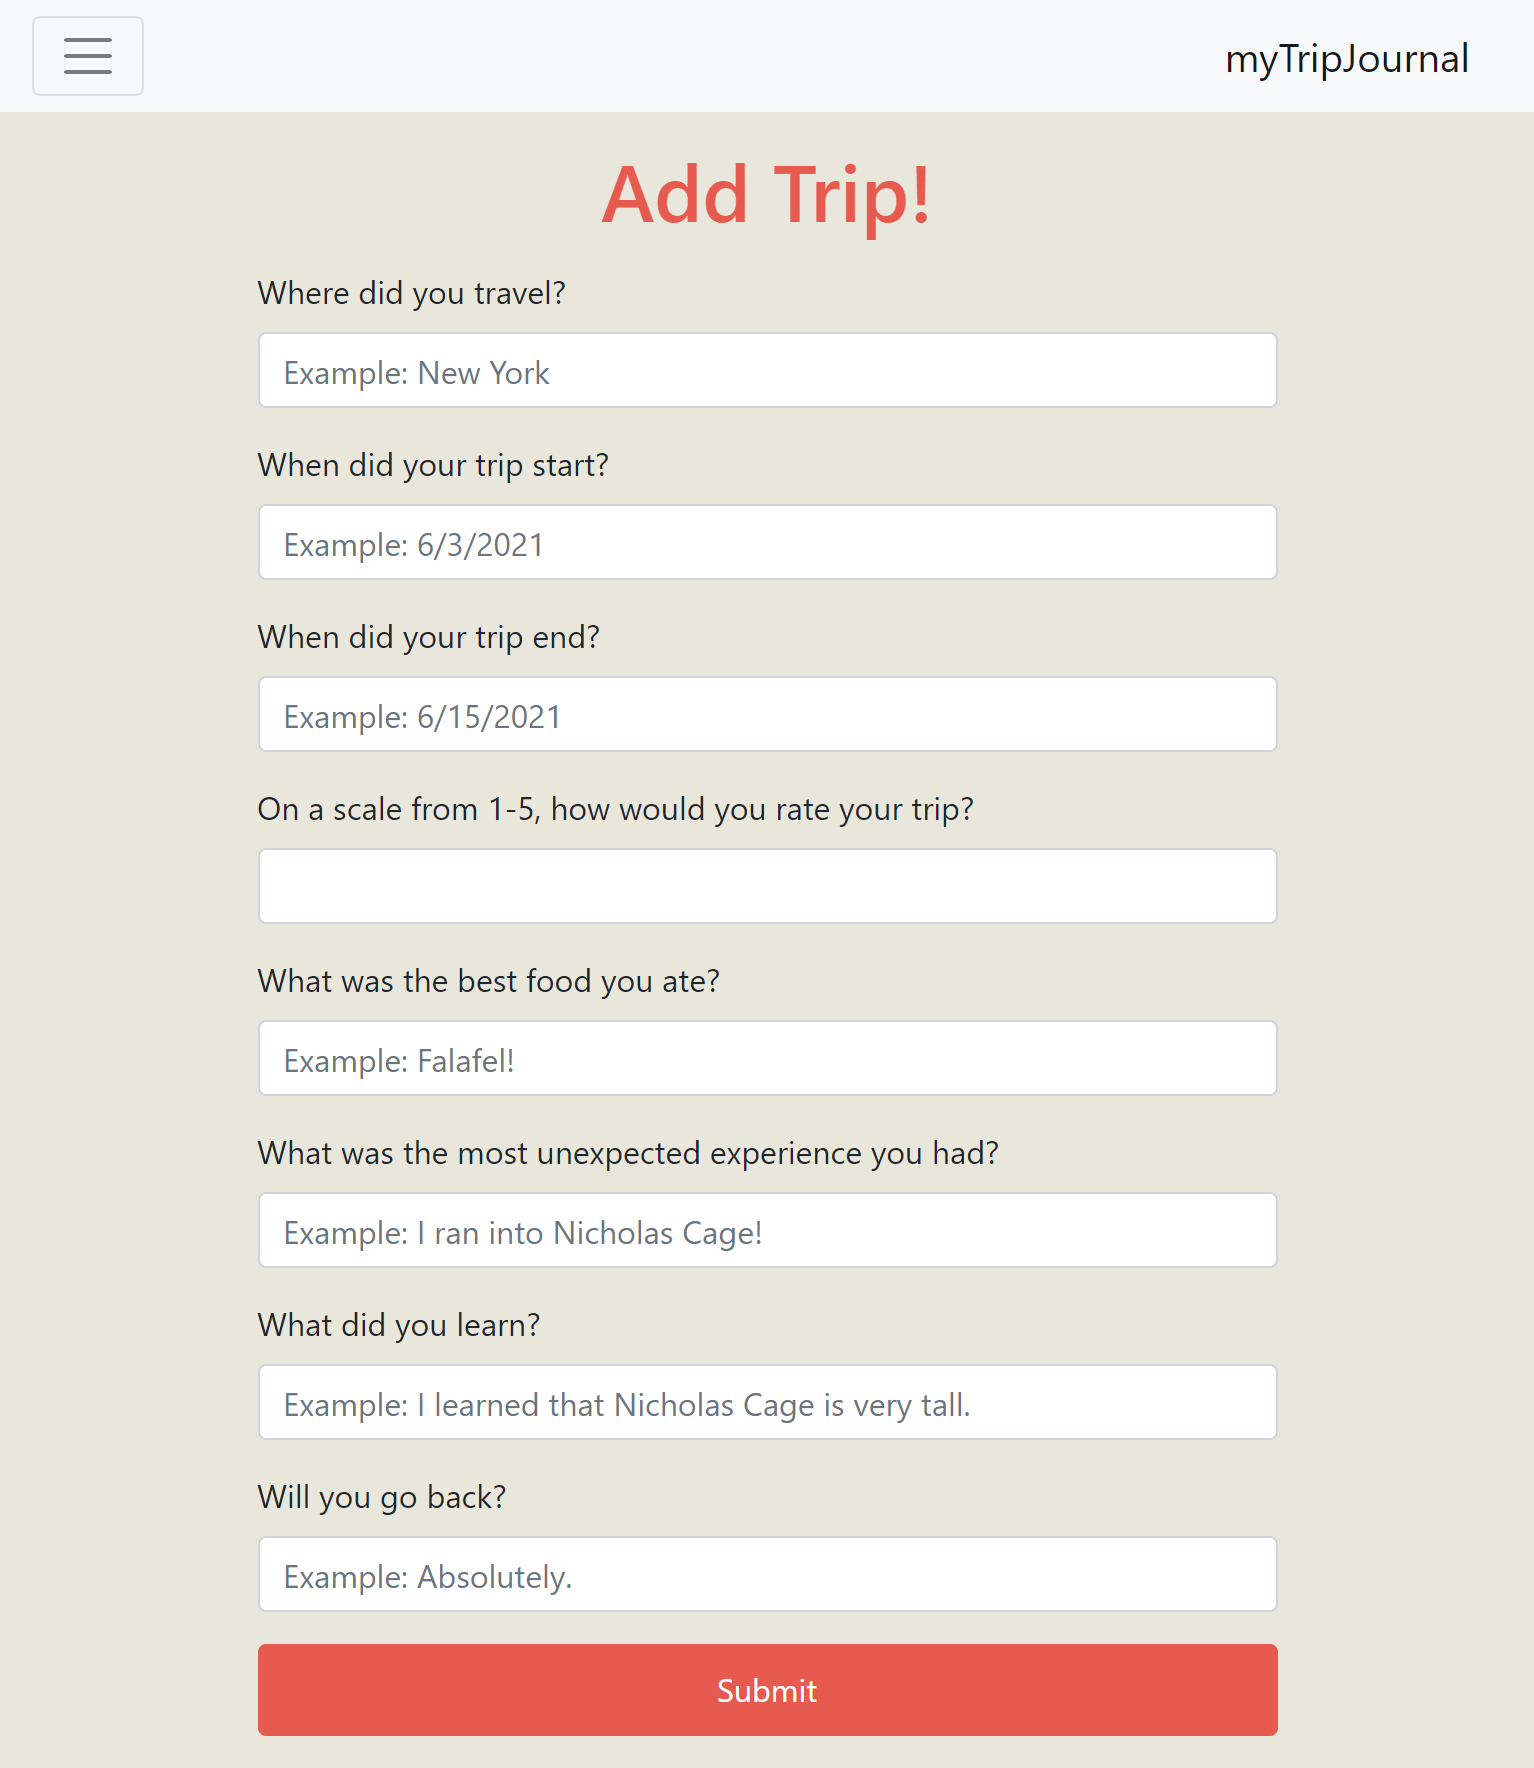 myTripJournal
Add Trip!
Where did you travel?
Example: New York
When did your trip start?
Example: 6/3/2021
When did your trip end?
Example: 6/15/2021
On a scale from 1-5, how would you rate your trip?
What was the best food you ate?
Example: Falafel!
What was the most unexpected experience you had?
Example: I ran into Nicholas Cage!
What did you learn?
Example: I learned that Nicholas Cage is very tall.
Will you go back?
Example: Absolutely.
Submit